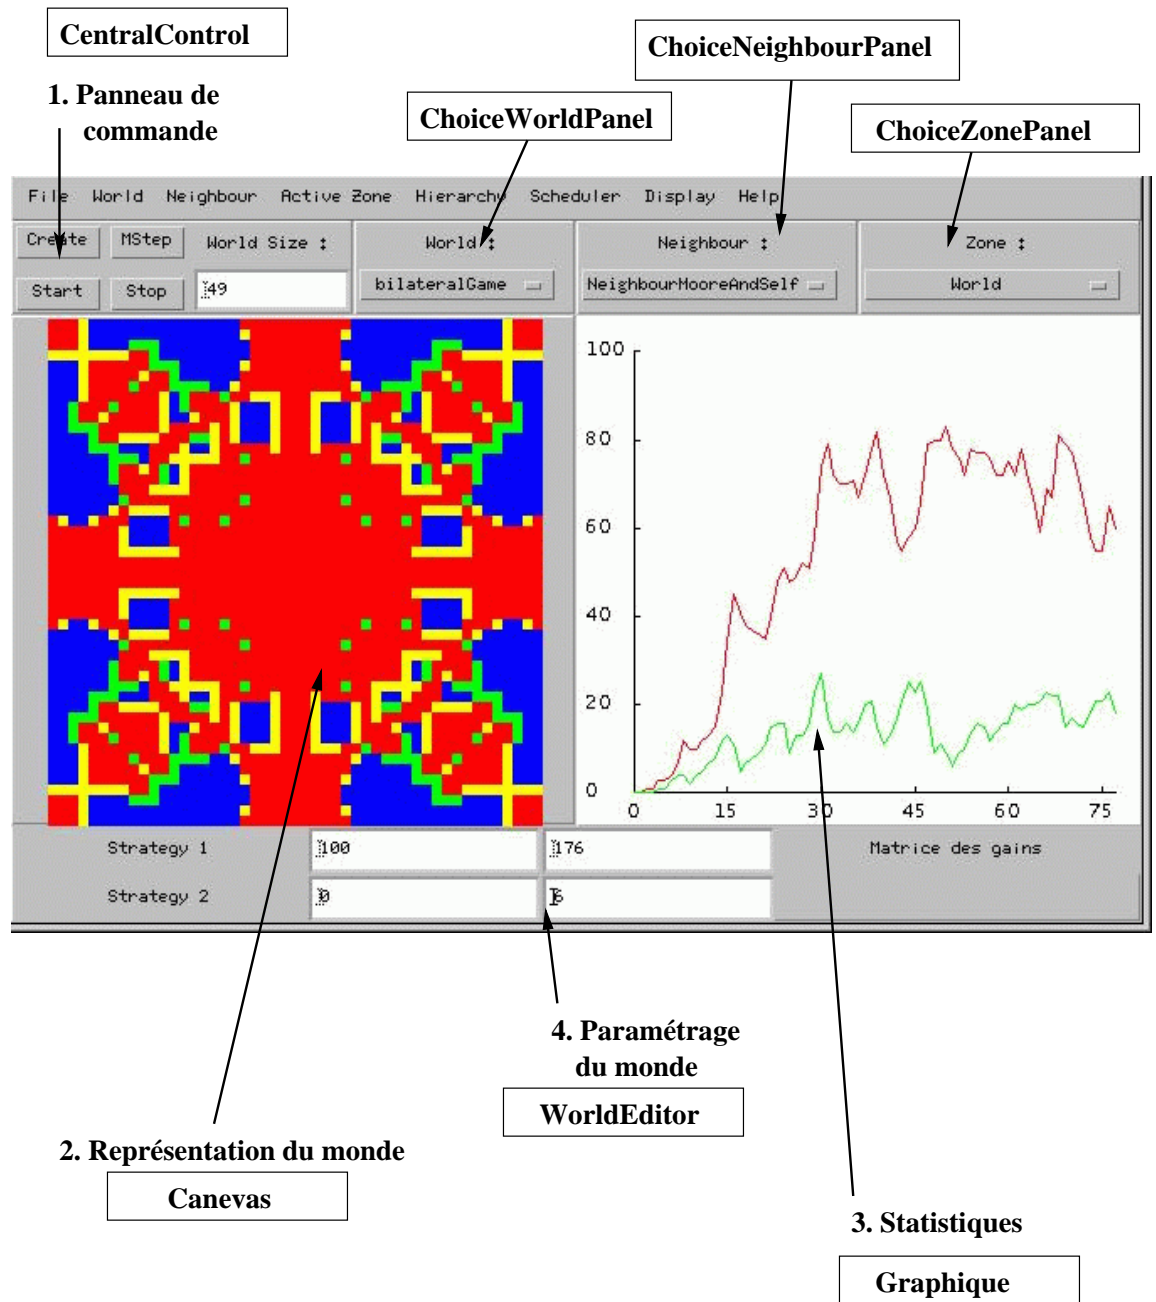 CentralControl
ChoiceNeighbourPanel
1. Panneau de
commande
ChoiceWorldPanel
ChoiceZonePanel
File World Neighbour Active Zone Hierarchy Scheduler Display Help
Create MStep World Size :
World :
Neighbour :
Zone :
Start Stop 49
bilateralGame
NeighbourMooreAndSelf
World
100
80
60
40
20
0
0 15 30 45 60 75
Strategy 1 100 176 Matrice des gains
Strategy 2 0 6
4. Paramétrage
du monde
WorldEditor
2. Représentation du monde
Canevas
3. Statistiques
Graphique